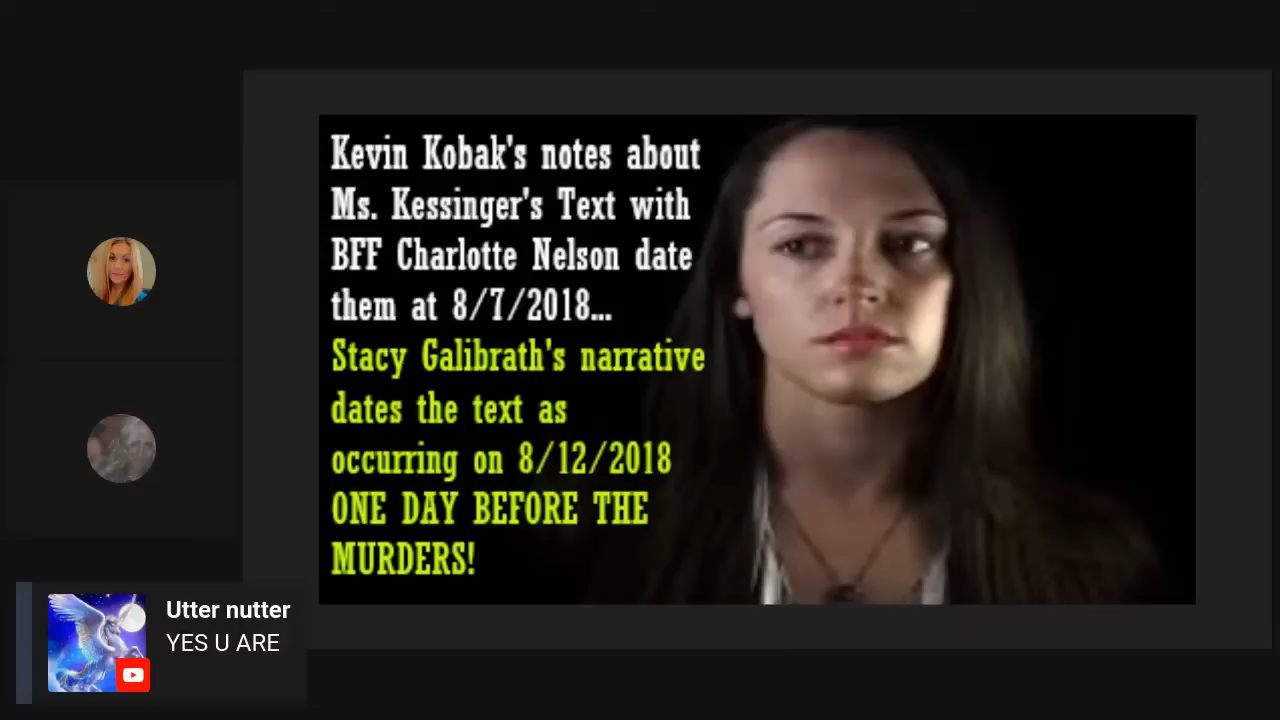 Kevin Kobak's notes about
Ms. Kessinger's Text with
BFF Charlotte Nelson date
them at 8/7/2018...
Stacy Galibrath's narrative
dates the text as
occurring on 8/12/2018
ONE DAY BEFORE THE
MURDERS!
Utter nutter
YES U ARE